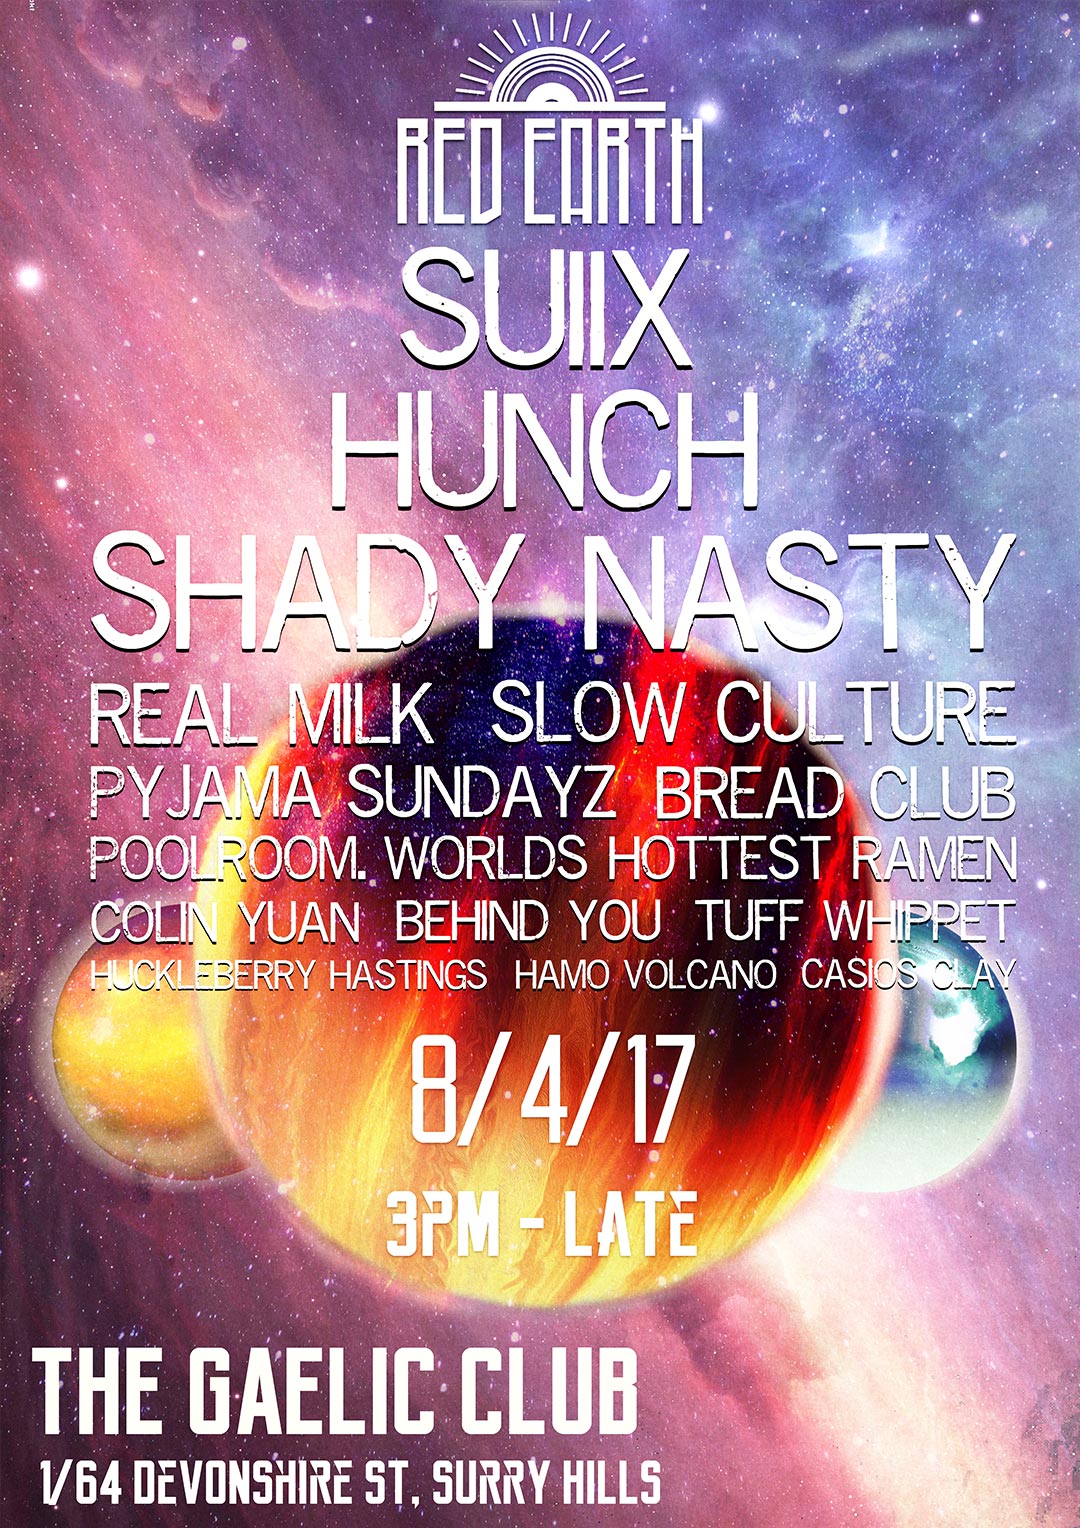 RED EARTH
SUIIX
HUNCH
SHADY NASTY
REAL MILK SLOW CULTURE
PYJAMA SUNDAYZ BREAD CLUB
POOLROOM. WORLDS HOTTEST RAMEN
COLIN YUAN BEHIND YOU TUFF WHIPPET
HUCKLEBERRY HASTINGS HAMO VOLCANO CASIOS CLAY
8/4/17
3PM - LATE
THE GAELIC CLUB
1/64 DEVONSHIRE ST, SURRY HILLS